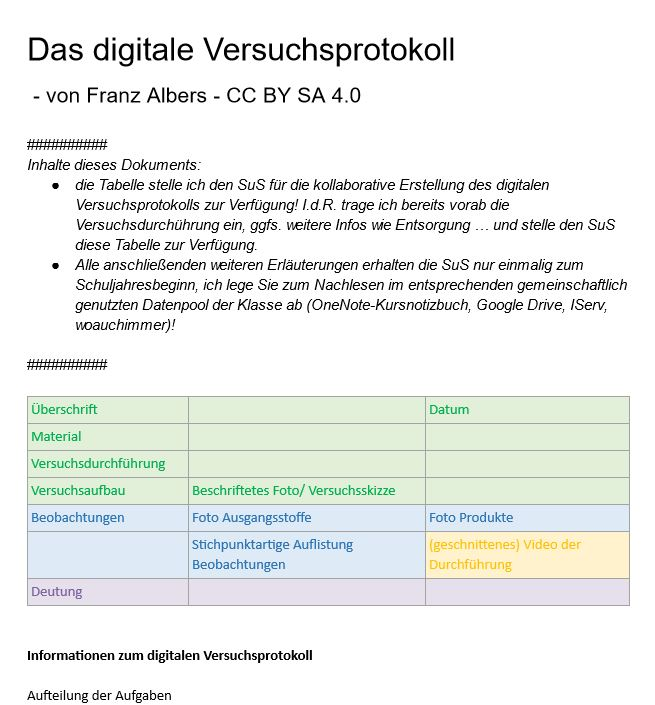 Das digitale Versuchsprotokoll
- von Franz Albers - CC BY SA 4.0
##########
Inhalte dieses Dokuments:
● die Tabelle stelle ich den SuS für die kollaborative Erstellung des digitalen
Versuchsprotokolls zur Verfügung! I.d.R. trage ich bereits vorab die
Versuchsdurchührung ein, ggfs. weitere Infos wie Entsorgung … und stelle den SuS
diese Tabelle zur Verfügung.
● Alle anschließenden weiteren Erläuterungen erhalten die SuS nur einmalig zum
Schuljahresbeginn, ich lege Sie zum Nachlesen im entsprechenden gemeinschaftlich
genutzten Datenpool der Klasse ab (OneNote-Kursnotizbuch, Google Drive, IServ,
woauchimmer)!
##########
Überschrift Datum
Material
Versuchsdurchführung
Versuchsaufbau Beschriftetes Foto/ Versuchsskizze
Beobachtungen Foto Ausgangsstoffe Foto Produkte
Stichpunktartige Auflistung (geschnittenes) Video der
Beobachtungen Durchführung
Deutung
Informationen zum digitalen Versuchsprotokoll
Aufteilung der Aufgaben